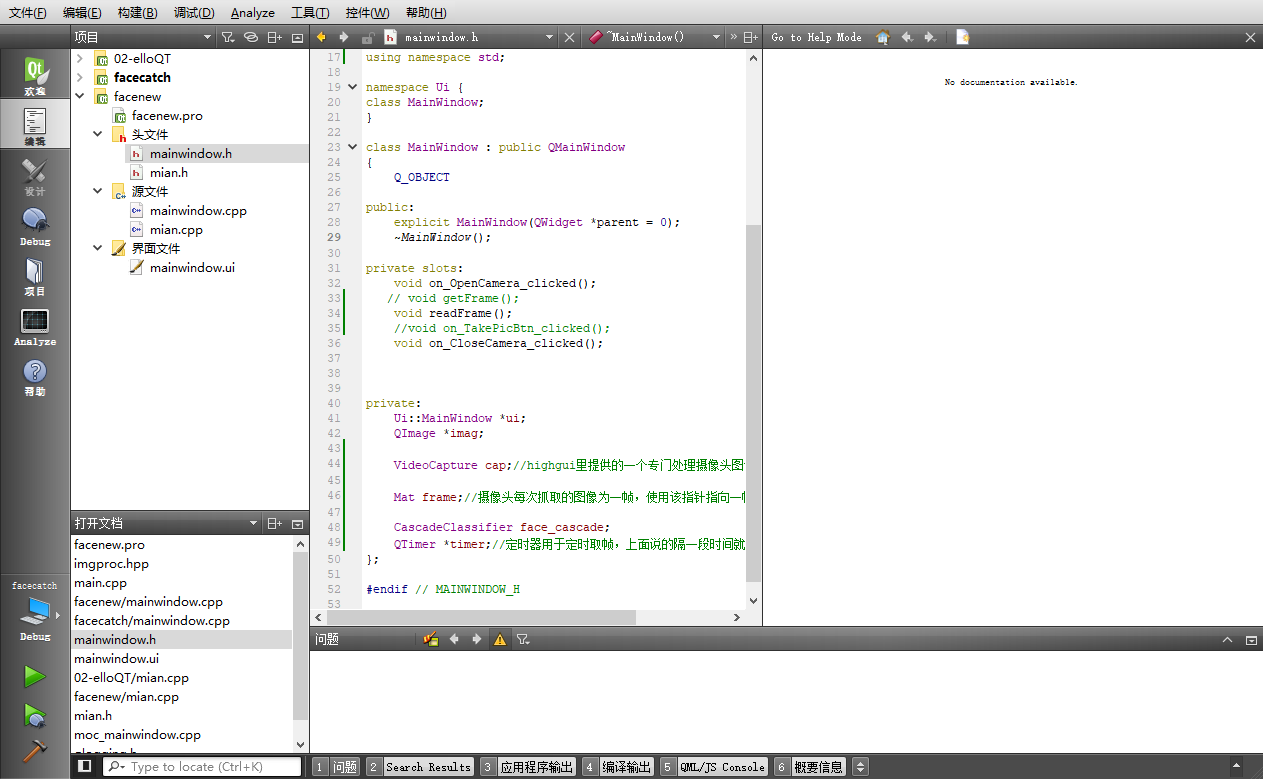 文件(F) 编辑(E) 构建(B) 调试(D) Analyze 工具(T) 控件(W) 帮助(H)
项目
mainwindow.h
~MainWindow()
»
Go to Help Mode
欢迎
编辑
设计
Debug
项目
Analyze
帮助
facecatch
Debug
02-elloQT
facecatch
facenew
facenew.pro
头文件
mainwindow.h
mian.h
源文件
mainwindow.cpp
mian.cpp
界面文件
mainwindow.ui
打开文档
facenew.pro
imgproc.hpp
main.cpp
facenew/mainwindow.cpp
facecatch/mainwindow.cpp
mainwindow.h
mainwindow.ui
02-elloQT/mian.cpp
facenew/mian.cpp
mian.h
moc_mainwindow.cpp
17 using namespace std;
18
19 namespace Ui {
20 class MainWindow;
21 }
22
23 class MainWindow : public QMainWindow
24 {
25 Q_OBJECT
26
27 public:
28 explicit MainWindow(QWidget *parent = 0);
29 ~MainWindow();
30
31 private slots:
32 void on_OpenCamera_clicked();
33 // void getFrame();
34 void readFrame();
35 //void on_TakePicBtn_clicked();
36 void on_CloseCamera_clicked();
37
38
39
40 private:
41 Ui::MainWindow *ui;
42 QImage *imag;
43
44 VideoCapture cap;//highgui里提供的一个专门处理摄像头图
45
46 Mat frame;//摄像头每次抓取的图像为一帧，使用该指针指向一帧
47
48 CascadeClassifier face_cascade;
49 QTimer *timer;//定时器用于定时取帧，上面说的隔一段时间就
50 };
51
52 #endif // MAINWINDOW_H
53
No documentation available.
问题
Type to locate (Ctrl+K)
1 问题 2 Search Results 3 应用程序输出 4 编译输出 5 QML/JS Console 6 概要信息